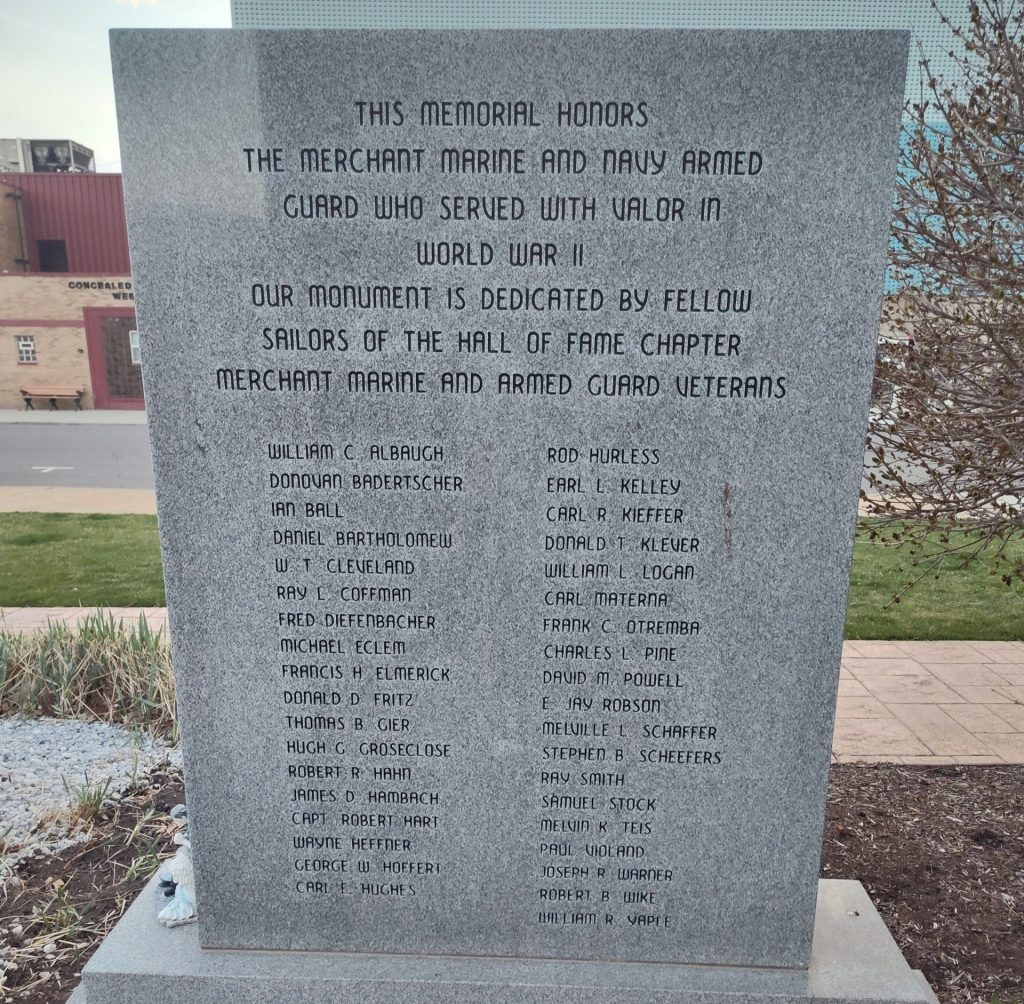 THIS MEMORIAL HONORS
THE MERCHANT MARINE AND NAVY ARMED
GUARD WHO SERVED WITH VALOR IN
WORLD WAR II
OUR MONUMENT IS DEDICATED BY FELLOW
SAILORS OF THE HALL OF FAME CHAPTER
MERCHANT MARINE AND ARMED GUARD VETERANS
WILLIAM C. ALBAUGH
DONOVAN BADERTSCHER
IAN BALL
DANIEL BARTHOLOMEW
W. T. CLEVELAND
RAY L. COFFMAN
FRED DIEFENBACHER
MICHAEL ECLEM
FRANCIS H. ELMERICK
DONALD D. FRITZ
THOMAS B. GIER
HUGH G. GROSECLOSE
ROBERT R. HAHN
JAMES D. HAMBACH
CAPT. ROBERT HART
WAYNE HEFFNER
GEORGE W. HOFFERT
CARL E. HUGHES
ROD HURLESS
EARL L. KELLEY
CARL R. KIEFFER
DONALD T. KLEVER
WILLIAM L. LOGAN
CARL MATERNA
FRANK C. OTREMBA
CHARLES L. PINE
DAVID M. POWELL
E. JAY ROBSON
MELVILLE L. SCHAFFER
STEPHEN B. SCHEEFERS
RAY SMITH
SAMUEL STOCK
MELVIN K. TEIS
PAUL VIOLAND
JOSEPH R. WARNER
ROBERT B. WIKE
WILLIAM R. YAPLE
CONCEALED